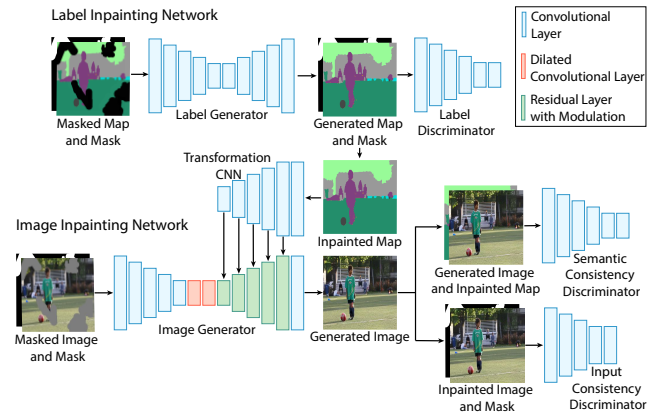 Label Inpainting Network
Masked Map
and Mask
Label Generator
Generated Map
and Mask
Label
Discriminator
Convolutional
Layer
Dilated
Convolutional Layer
Residual Layer
with Modulation
Transformation
CNN
Inpainted Map
Image Inpainting Network
Masked Image
and Mask
Image Generator
Generated Image
Generated Image
and Inpainted Map
Semantic
Consistency
Discriminator
Inpainted Image
and Mask
Input
Consistency
Discriminator